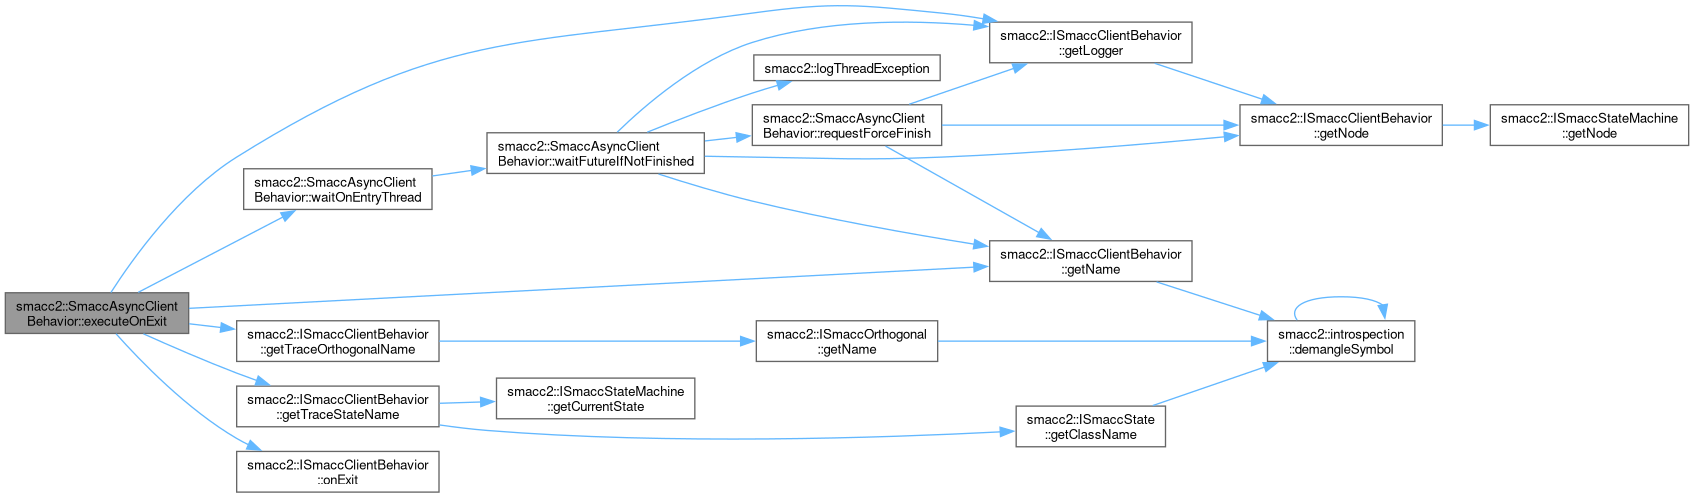 smacc2::ISmaccClientBehavior
::getLogger
smacc2::logThreadException
smacc2::SmaccAsyncClient
Behavior::requestForceFinish
smacc2::ISmaccClientBehavior
::getNode
smacc2::ISmaccStateMachine
::getNode
smacc2::SmaccAsyncClient
Behavior::waitFutureIfNotFinished
smacc2::SmaccAsyncClient
Behavior::waitOnEntryThread
smacc2::ISmaccClientBehavior
::getName
smacc2::SmaccAsyncClient
Behavior::executeOnExit
smacc2::ISmaccClientBehavior
::getTraceOrthogonalName
smacc2::ISmaccOrthogonal
::getName
smacc2::introspection
::demangleSymbol
smacc2::ISmaccClientBehavior
::getTraceStateName
smacc2::ISmaccStateMachine
::getCurrentState
smacc2::ISmaccState
::getClassName
smacc2::ISmaccClientBehavior
::onExit